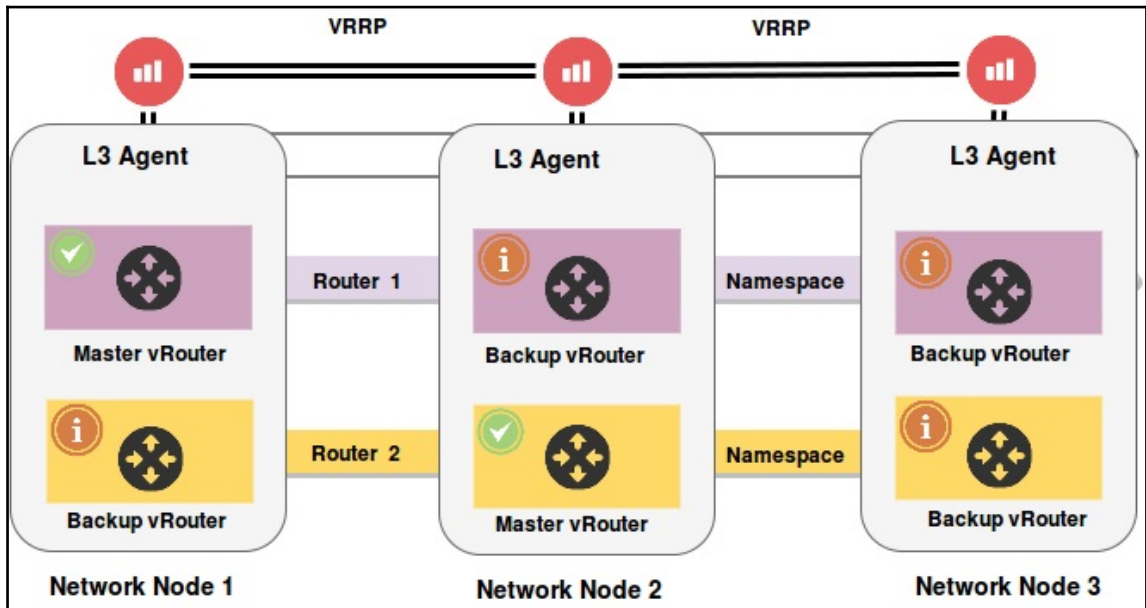 VRRP
VRRP
L3 Agent
L3 Agent
L3 Agent
Router 1
Namespace
Master vRouter
Backup vRouter
Backup vRouter
Router 2
Namespace
Backup vRouter
Master vRouter
Backup vRouter
Network Node 1
Network Node 2
Network Node 3